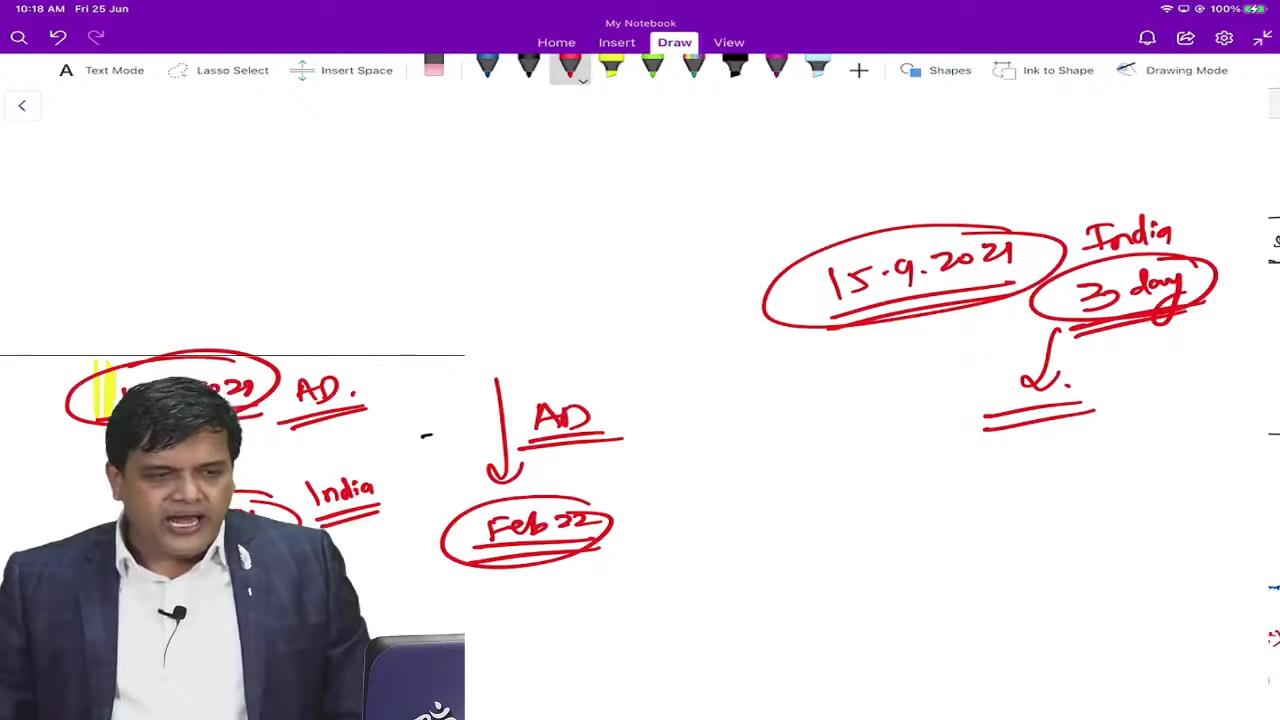 10:18 AM Fri 25 Jun
100%
My Notebook
Home Insert Draw View
A Text Mode Lasso Select Insert Space Shapes Ink to Shape Drawing Mode
India
15.9.2021
day
AD.
AD
India
Feb 22